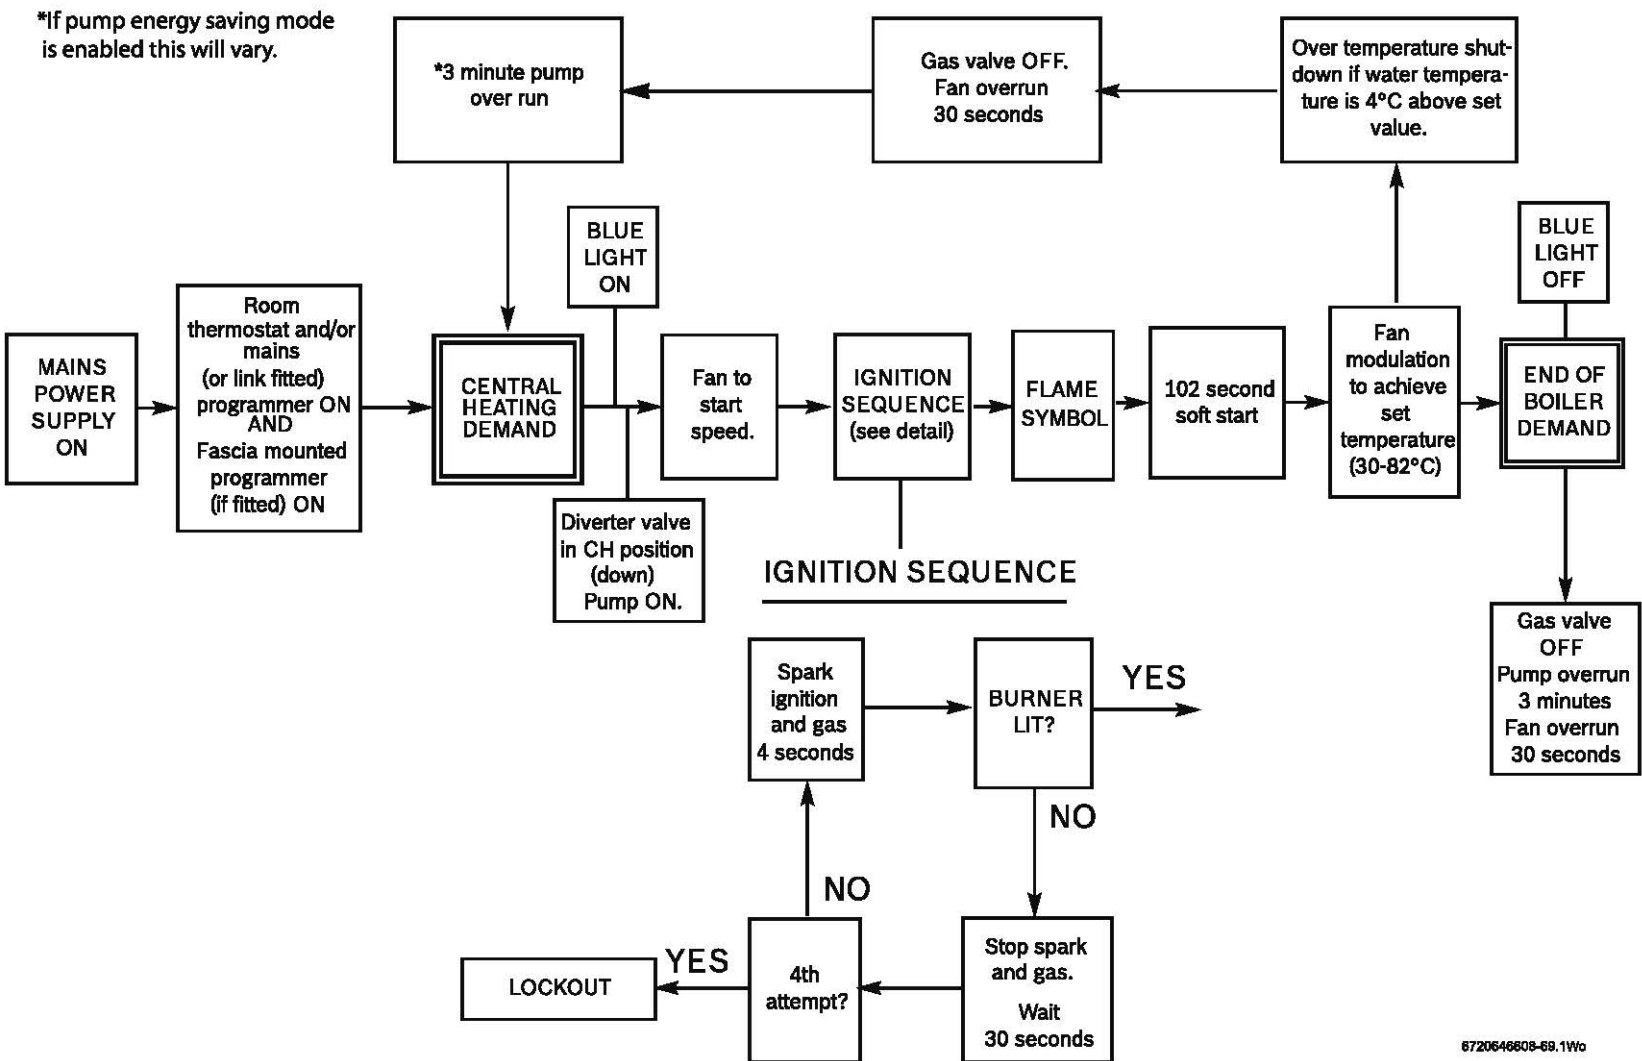 *If pump energy saving mode
is enabled this will vary.
*3 minute pump
over run
Gas valve OFF.
Fan overrun
30 seconds
Over temperature shut-
down if water tempera-
ture is 4°C above set
value.
BLUE
LIGHT
ON
BLUE
LIGHT
OFF
MAINS
POWER
SUPPLY
ON
Room
thermostat and/or
mains
(or link fitted)
programmer ON
AND
Fascia mounted
programmer
(if fitted) ON
CENTRAL
HEATING
DEMAND
Fan to
start
speed.
IGNITION
SEQUENCE
(see detail)
FLAME
SYMBOL
102 second
soft start
Fan
modulation
to achieve
set
temperature
(30-82°C)
END OF
BOILER
DEMAND
Diverter valve
in CH position
(down)
Pump ON.
Gas valve
OFF
Pump overrun
3 minutes
Fan overrun
30 seconds
IGNITION SEQUENCE
Spark
ignition
and gas
4 seconds
BURNER
LIT?
YES
NO
NO
Stop spark
and gas.
Wait
30 seconds
4th
attempt?
YES
LOCKOUT
6720646608-69.1Wo